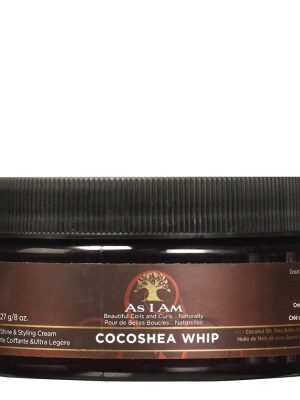 As I Am
Beautiful Coils and Curls... Naturally
Pour de Belles Boucles... Naturelles
COCOSHEA WHIP
27 g/8 oz.
Shine & Styling Cream
te Coiffante &Ultra Légère
Great
Coconut Oil, Shea Butter
Huile de Noix de coco